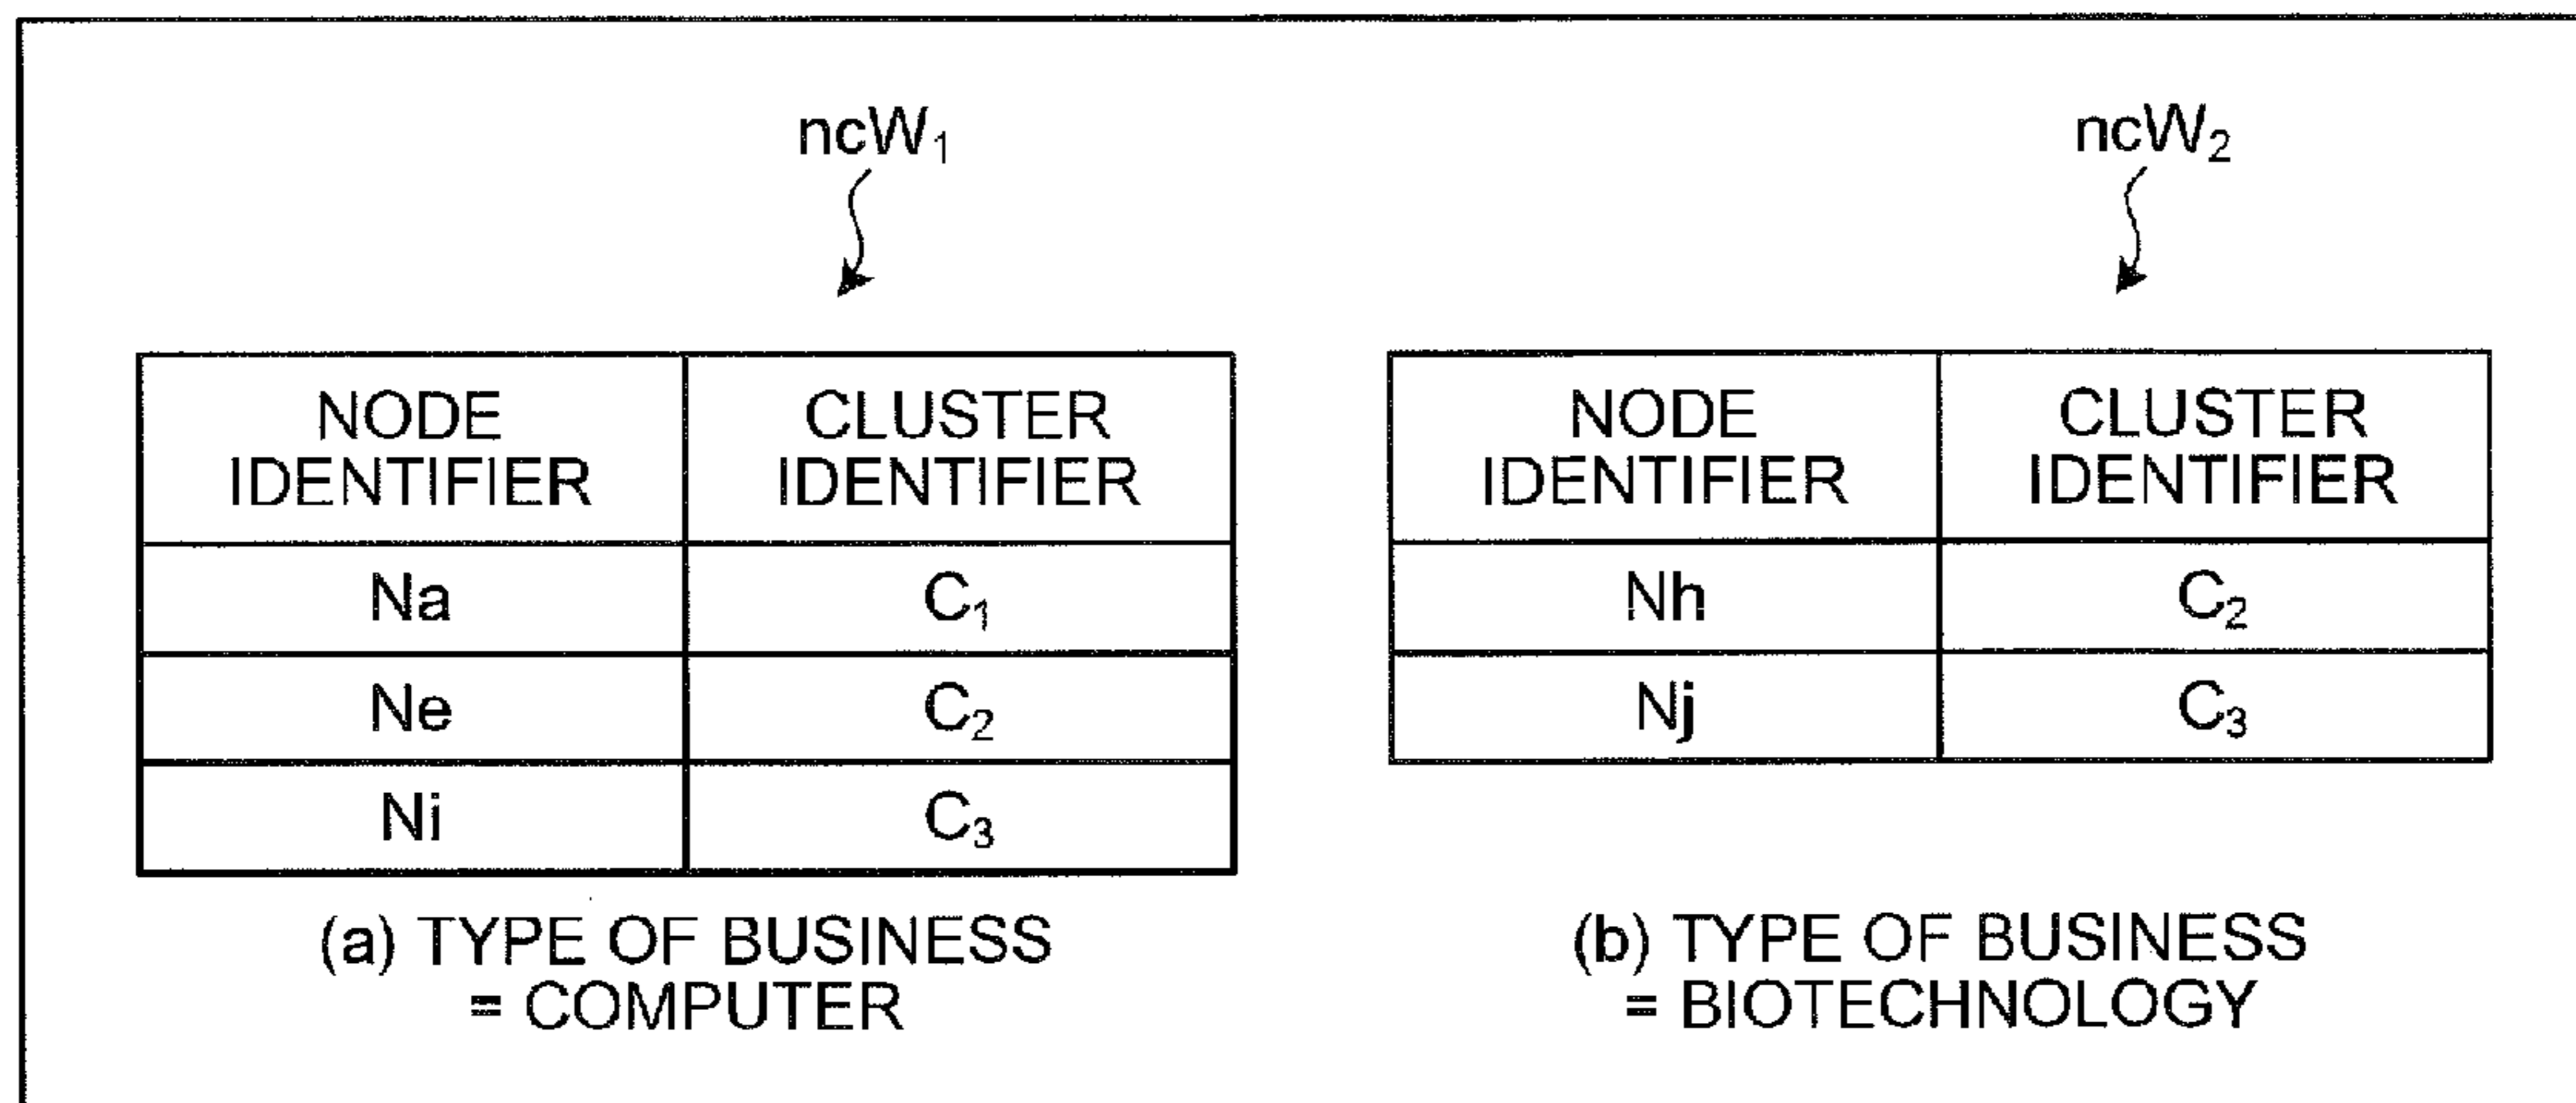 ncW₁
NODE IDENTIFIER
CLUSTER IDENTIFIER
Na C₁
Ne C₂
Ni C₃
(a) TYPE OF BUSINESS
= COMPUTER
ncW₂
NODE IDENTIFIER
CLUSTER IDENTIFIER
Nh C₂
Nj C₃
(b) TYPE OF BUSINESS
= BIOTECHNOLOGY